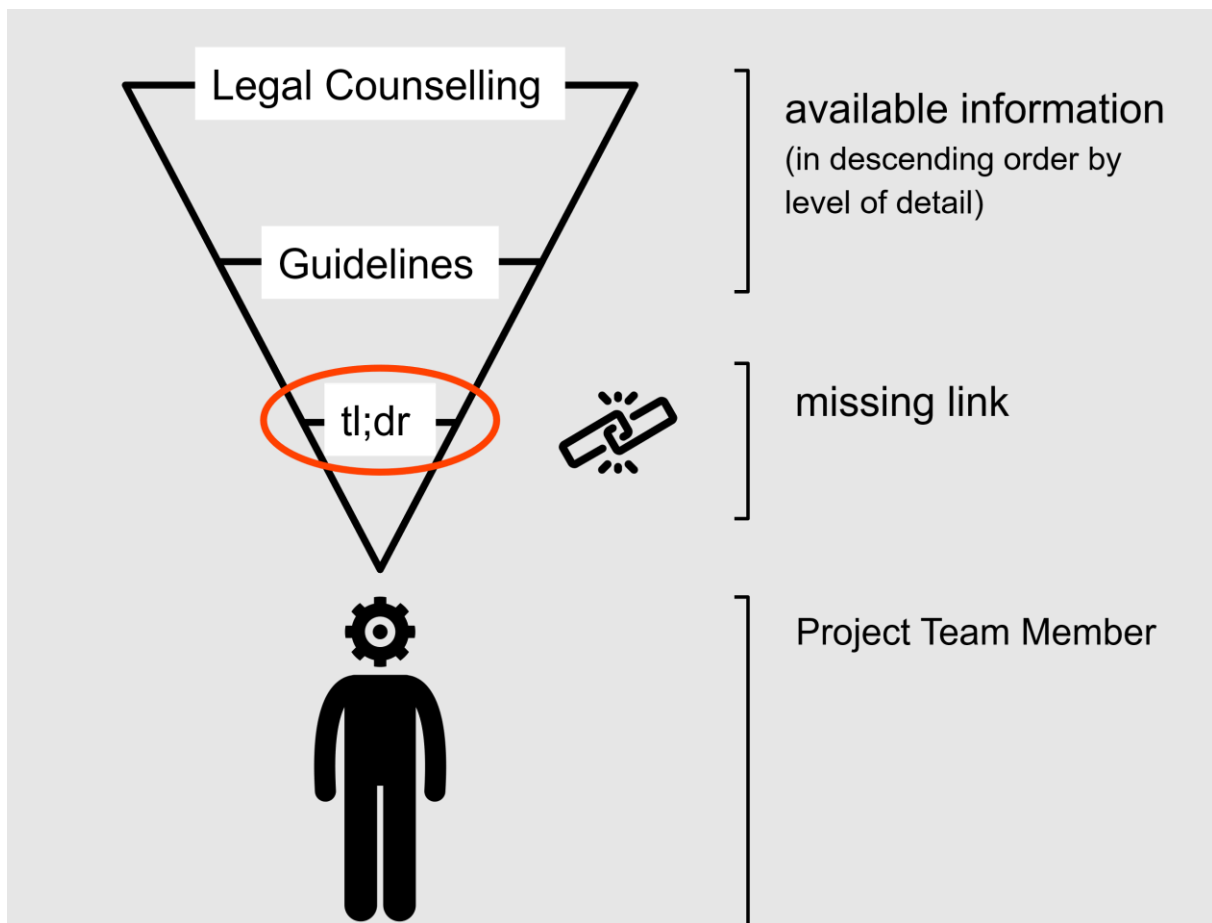 Legal Counselling
available information
(in descending order by
level of detail)
Guidelines
tl;dr
missing link
Project Team Member